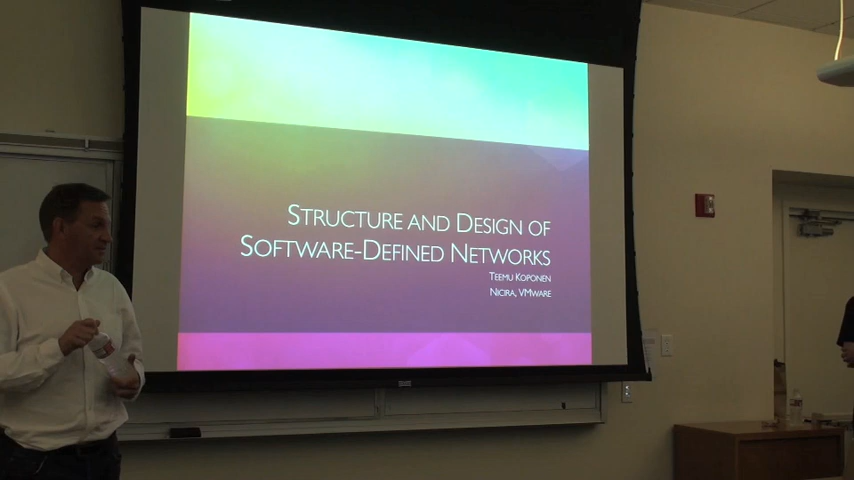 STRUCTURE AND DESIGN OF
SOFTWARE-DEFINED NETWORKS
TEEMU KOPONEN
NICIRA, VMWARE